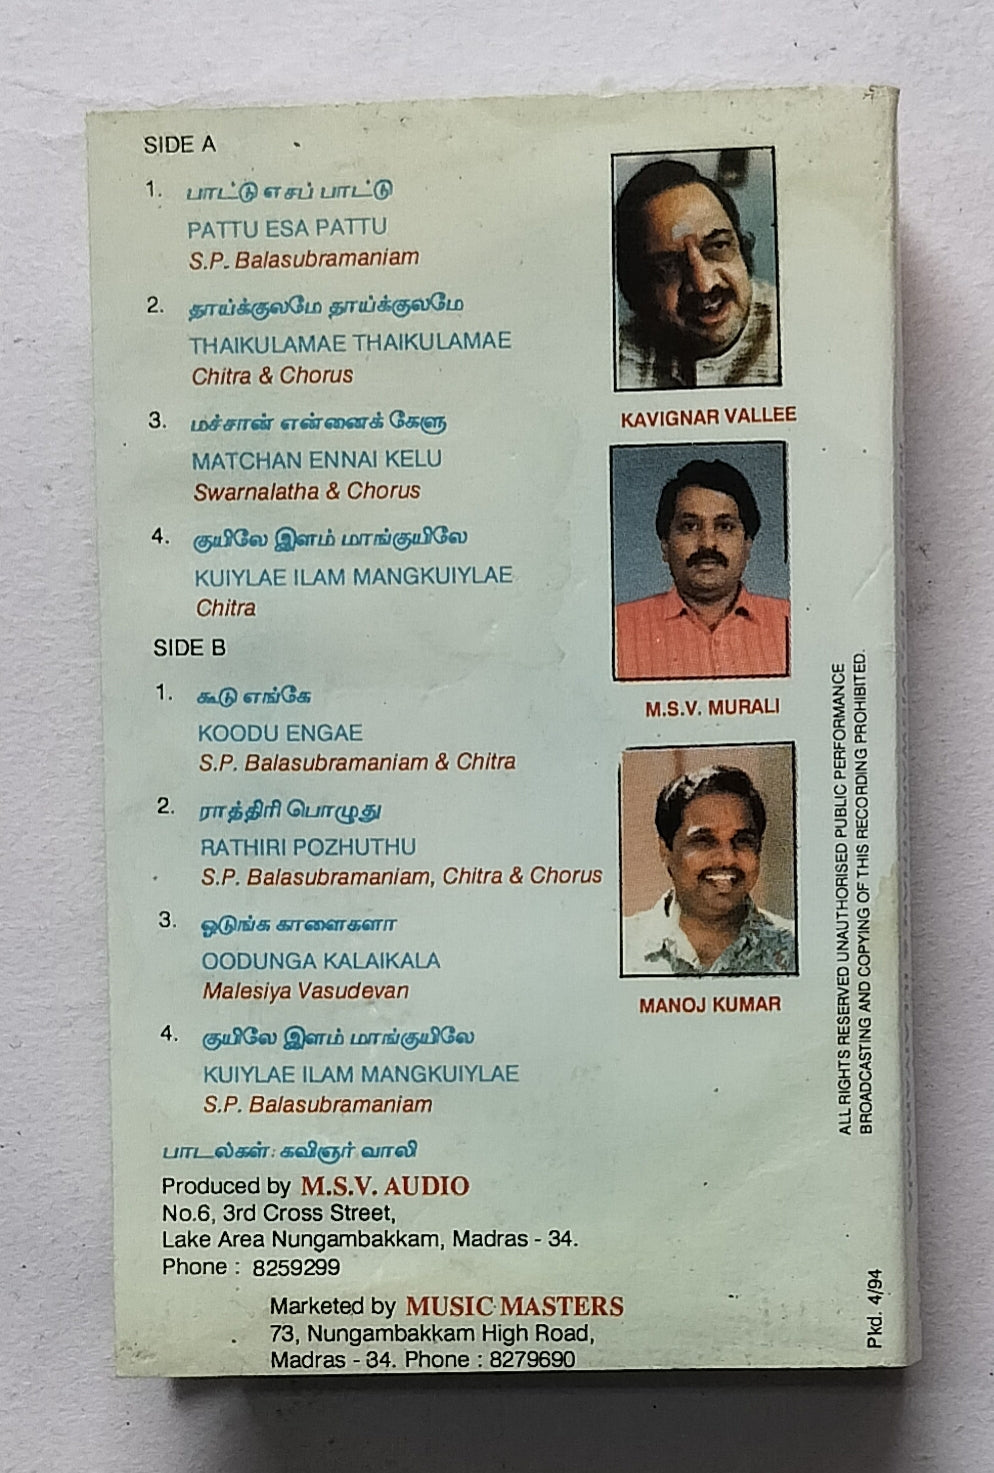 SIDE A
1. பாட்டு எசப் பாட்டு
PATTU ESA PATTU
S.P. Balasubramaniam
2. தாய்க்குலமே தாய்க்குலமே
THAIKULAMAE THAIKULAMAE
Chitra & Chorus
3. மச்சான் என்னைக் கேளு
MATCHAN ENNAI KELU
Swarnalatha & Chorus
4. குயிலே இளம் மாங்குயிலே
KUIYLAE ILAM MANGKUIYLAE
Chitra
SIDE B
1. கூடு எங்கே
KOODU ENGAE
S.P. Balasubramaniam & Chitra
2. ராத்திரி பொழுது
RATHIRI POZHUTHU
S.P. Balasubramaniam, Chitra & Chorus
3. ஓடுங்க காளைகளா
OODUNGA KALAIKALA
Malesiya Vasudevan
4. குயிலே இளம் மாங்குயிலே
KUIYLAE ILAM MANGKUIYLAE
S.P. Balasubramaniam
பாடல்கள் : கவிஞர் வாலி
Produced by M.S.V. AUDIO
No.6, 3rd Cross Street,
Lake Area Nungambakkam, Madras - 34.
Phone : 8259299
Marketed by MUSIC MASTERS
73, Nungambakkam High Road,
Madras - 34. Phone : 8279690
KAVIGNAR VALLEE
M.S.V. MURALI
MANOJ KUMAR
ALL RIGHTS RESERVED UNAUTHORISED PUBLIC PERFORMANCE
BROADCASTING AND COPYING OF THIS RECORDING PROHIBITED.
Pkd. 4/94